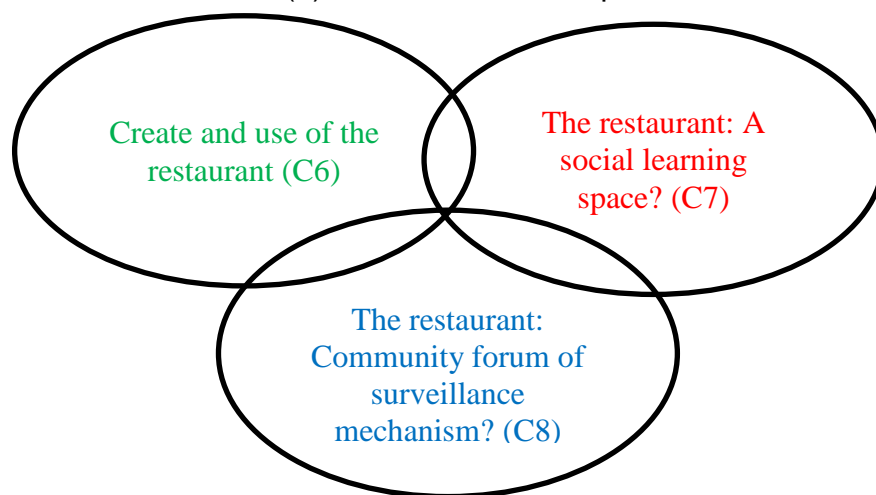 Create and use of the
restaurant (C6)
The restaurant: A
social learning
space? (C7)
The restaurant:
Community forum of
surveillance
mechanism? (C8)